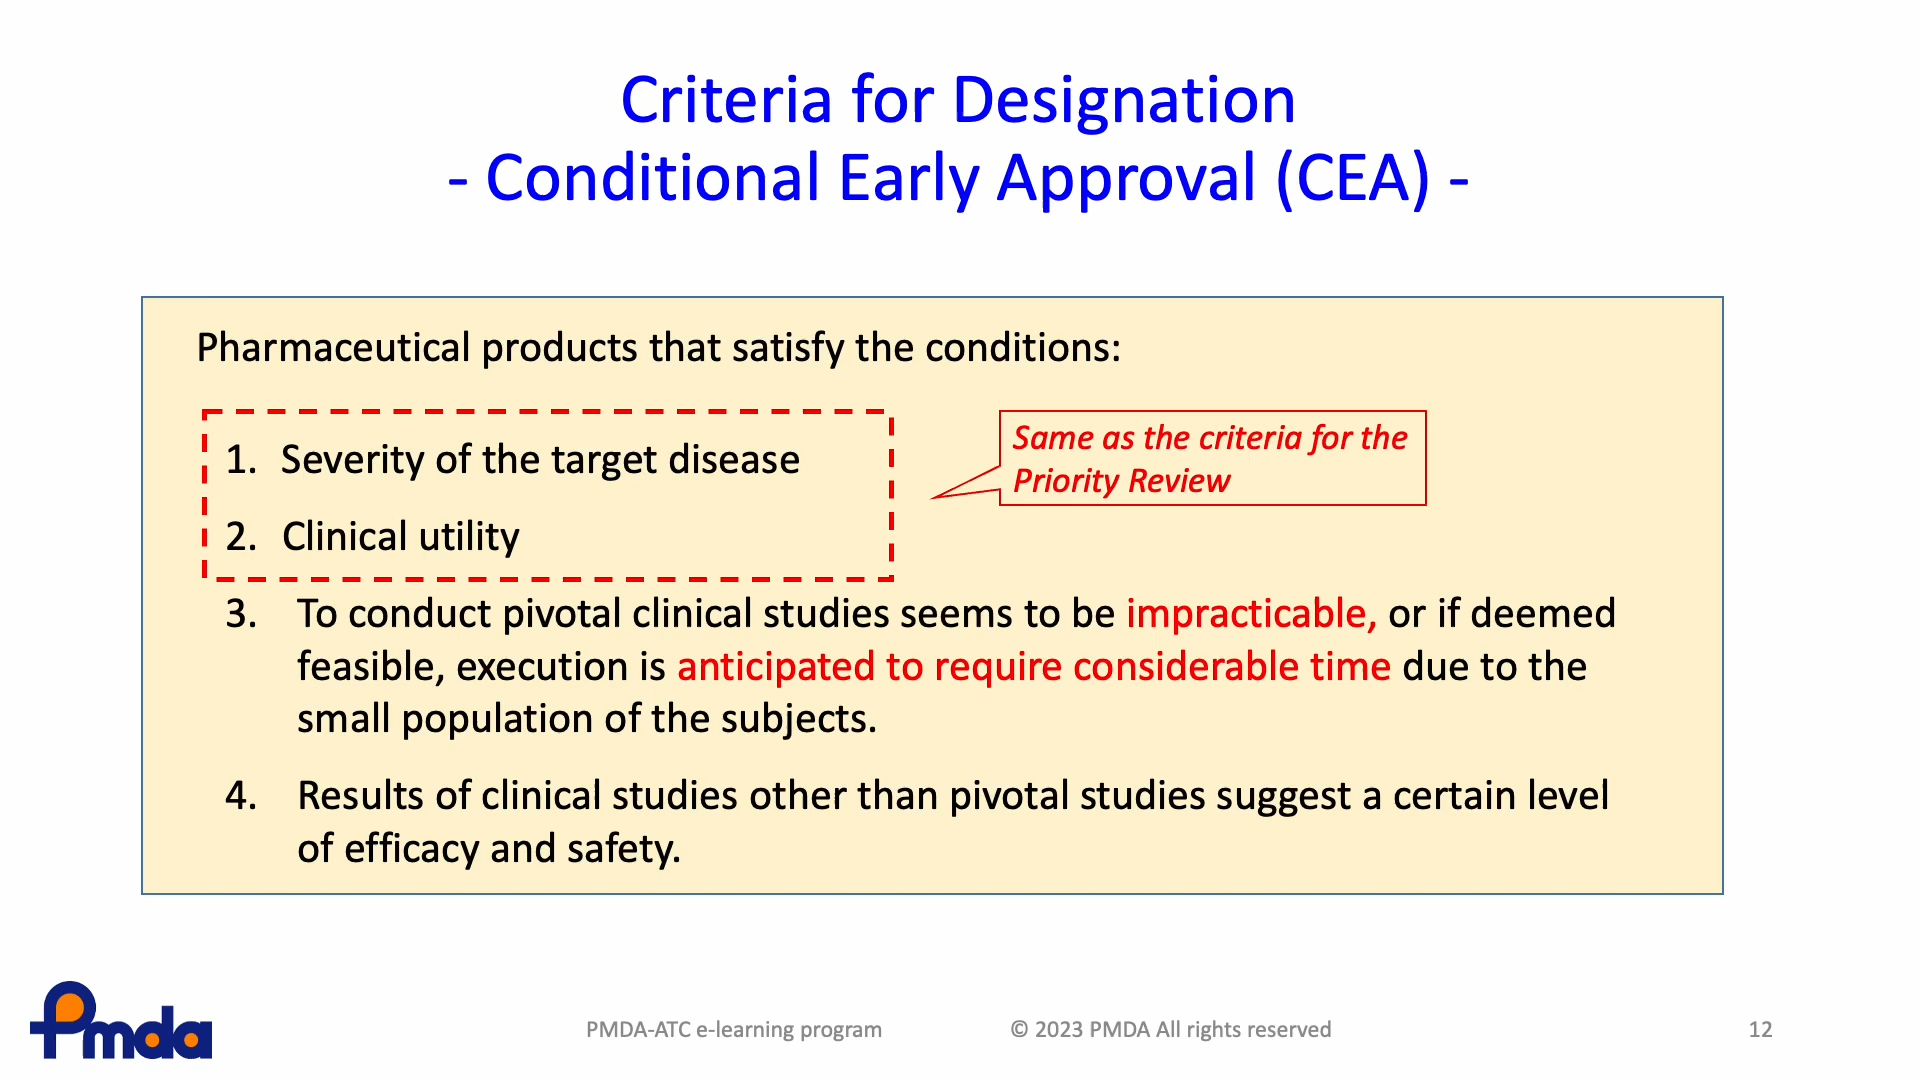 Criteria for Designation
- Conditional Early Approval (CEA) -
Pharmaceutical products that satisfy the conditions:
1. Severity of the target disease
2. Clinical utility
Same as the criteria for the
Priority Review
3. To conduct pivotal clinical studies seems to be impracticable, or if deemed
feasible, execution is anticipated to require considerable time due to the
small population of the subjects.
4. Results of clinical studies other than pivotal studies suggest a certain level
of efficacy and safety.
Pmda
PMDA-ATC e-learning program
© 2023 PMDA All rights reserved
12